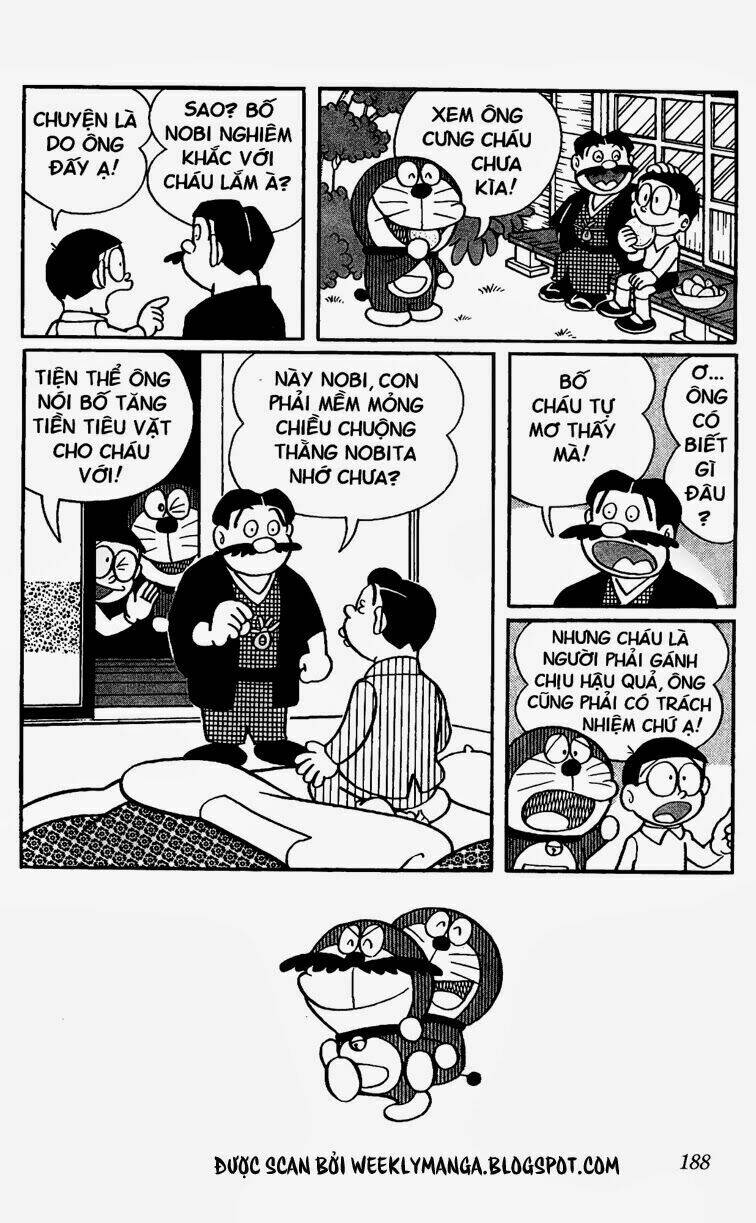 XEM ÔNG
CƯNG CHÁU
CHƯA
KÌA!
SAO? BỐ
NOBI NGHIÊM
KHẮC VỚI
CHÁU LẮM À?
CHUYỆN LÀ
DO ÔNG
ĐẤY Ạ!
Ơ...
ÔNG
CÓ
BIẾT
GÌ
ĐÂU
?
BỐ
CHÁU TỰ
MƠ THẤY
MÀ!
NHƯNG CHÁU LÀ
NGƯỜI PHẢI GÁNH
CHỊU HẬU QUẢ, ÔNG
CŨNG PHẢI CÓ TRÁCH
NHIỆM CHỨ Ạ!
NÀY NOBI, CON
PHẢI MỀM MỎNG
CHIỀU CHUỘNG
THẰNG NOBITA
NHỚ CHƯA?
TIỆN THỂ ÔNG
NÓI BỐ TĂNG
TIỀN TIÊU VẶT
CHO CHÁU
VỚI!
ĐƯỢC SCAN BỞI WEEKLYMANGA.BLOGSPOT.COM
188